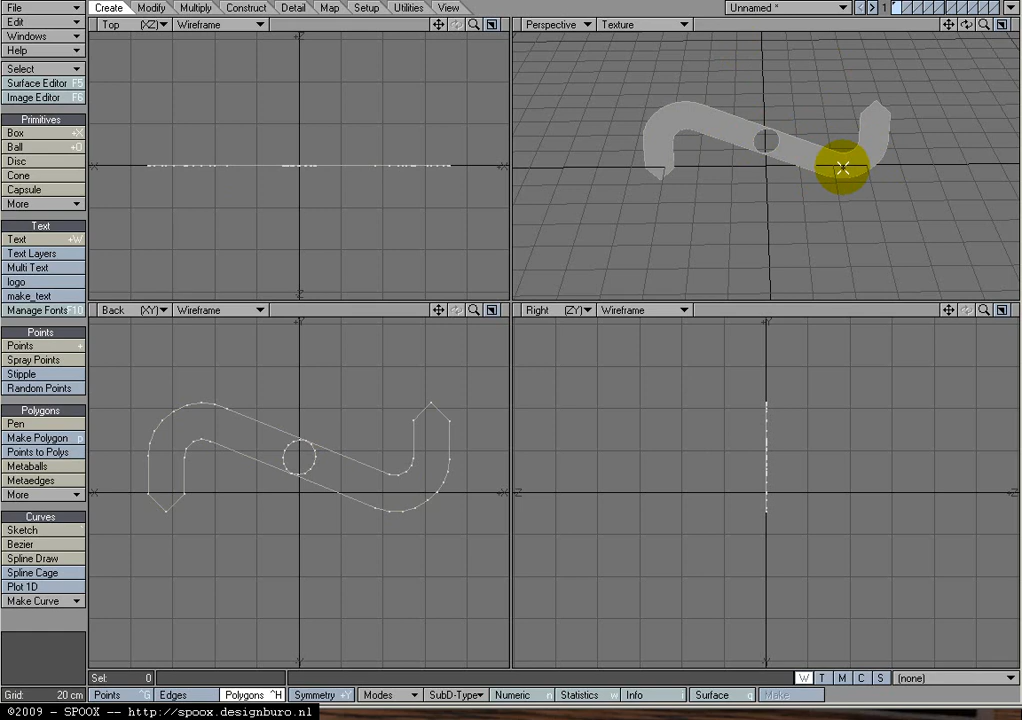 File Create Modify Multiply Construct Detail Map Setup Utilities View Unnamed * 1
Edit
Top (XZ) Wireframe Perspective Texture
Windows
Help
Select
Surface Editor F5
Image Editor F6
Primitives
Box +X
Ball +O
Disc
Cone
Capsule
More
Text
Text +W
Text Layers
Multi Text
logo
make_text
Manage Fonts F10
Back (XY) Wireframe Right (ZY) Wireframe
Points
Points +
Spray Points
Stipple
Random Points
Polygons
Pen
Make Polygon p
Points to Polys
Metaballs
Metaedges
More
Curves
Sketch
Bezier
Spline Draw
Spline Cage
Plot 1D
Make Curve
Sel: 0 W T M C S (none)
Grid: 20 cm Points ^G Edges Polygons ^H Symmetry +Y Modes SubD-Type Numeric n Statistics w Info i Surface q Make
©2009 - SPOOX -- http://spoox.designburo.nl